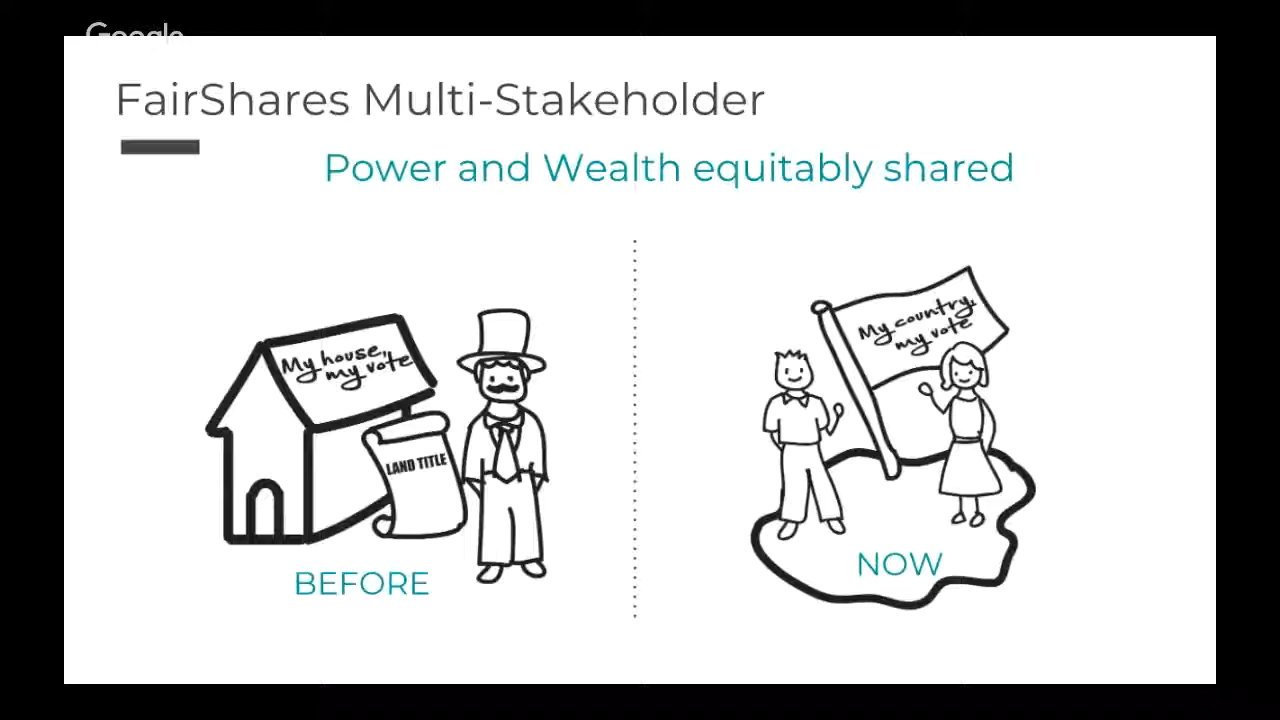 Google
FairShares Multi-Stakeholder
Power and Wealth equitably shared
My house,
my vote
LAND TITLE
BEFORE
My country,
my vote
NOW